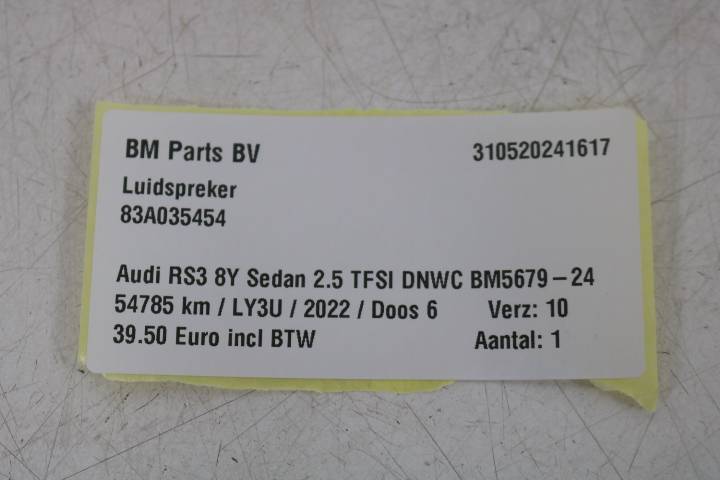 BM Parts BV 310520241617
Luidspreker
83A035454
Audi RS3 8Y Sedan 2.5 TFSI DNWC BM5679-24
54785 km / LY3U / 2022 / Doos 6 Verz: 10
39.50 Euro incl BTW Aantal: 1